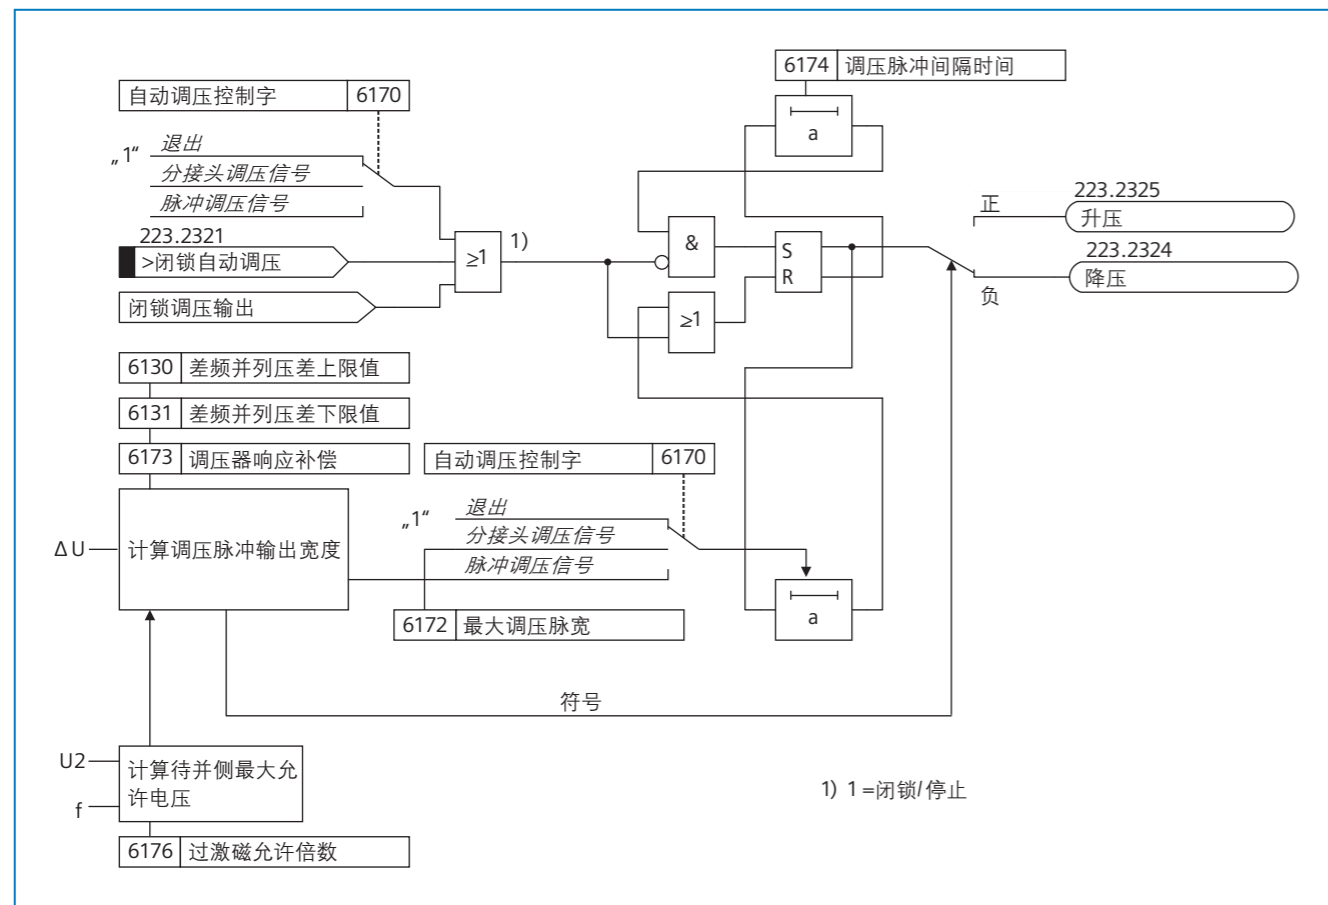 6174 调压脉冲间隔时间
自动调压控制字 6170
a
„1“ 退出
分接头调压信号
脉冲调压信号
223.2325
正
升压
223.2321
>闭锁自动调压
≥1
1)
&
S
R
223.2324
降压
负
闭锁调压输出
≥1
6130 差频并列压差上限值
6131 差频并列压差下限值
6173 调压器响应补偿
自动调压控制字 6170
„1“ 退出
分接头调压信号
脉冲调压信号
ΔU
计算调压脉冲输出宽度
a
6172 最大调压脉宽
符号
U2
f
计算待并侧最大允
许电压
1) 1=闭锁/停止
6176 过激磁允许倍数